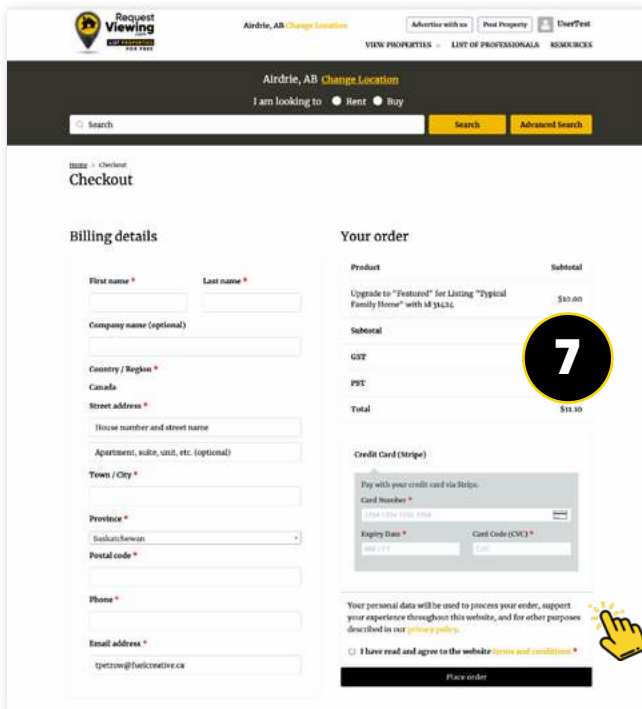 Request
Viewing
.com
LIST PROPERTIES
FOR FREE
Airdrie, AB Change Location
Advertise with us
Post Property
UserTest
VIEW PROPERTIES
LIST OF PROFESSIONALS
RESOURCES
Airdrie, AB Change Location
I am looking to Rent Buy
Search
Search
Advanced Search
Home > Checkout
Checkout
Billing details
First name *
Last name *
Company name (optional)
Country / Region *
Canada
Street address *
House number and street name
Apartment, suite, unit, etc. (optional)
Town / City *
Province *
Saskatchewan
Postal code *
Phone *
Email address *
tpetrow@fuelcreative.ca
Your order
Product Subtotal
Upgrade to "Featured" for Listing "Typical
Family Home" with id 31424 $10.00
Subtotal
GST
PST
7
Total $11.10
Credit Card (Stripe)
Pay with your credit card via Stripe.
Card Number *
1234 1234 1234 1234
Expiry Date *
Card Code (CVC) *
MM / YY
CVC
Your personal data will be used to process your order, support
your experience throughout this website, and for other purposes
described in our privacy policy.
I have read and agree to the website terms and conditions *
Place order